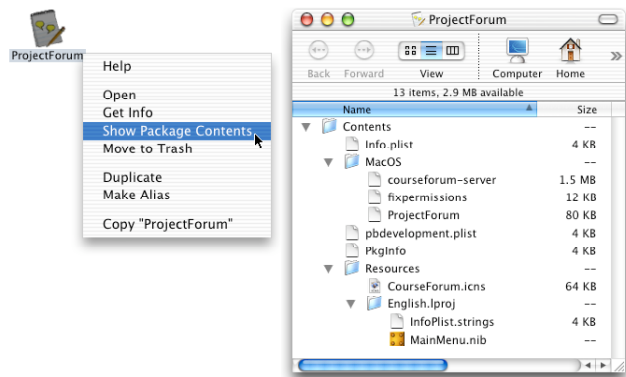 ProjectForum
Help
Open
Get Info
Show Package Contents
Move to Trash
Duplicate
Make Alias
Copy "ProjectForum"
ProjectForum
Back Forward View Computer Home
13 items, 2.9 MB available
Name Size
Contents --
Info.plist 4 KB
MacOS --
courseforum-server 1.5 MB
fixpermissions 12 KB
ProjectForum 80 KB
pbdevelopment.plist 4 KB
PkgInfo 4 KB
Resources --
CourseForum.icns 64 KB
English.lproj --
InfoPlist.strings 4 KB
MainMenu.nib --